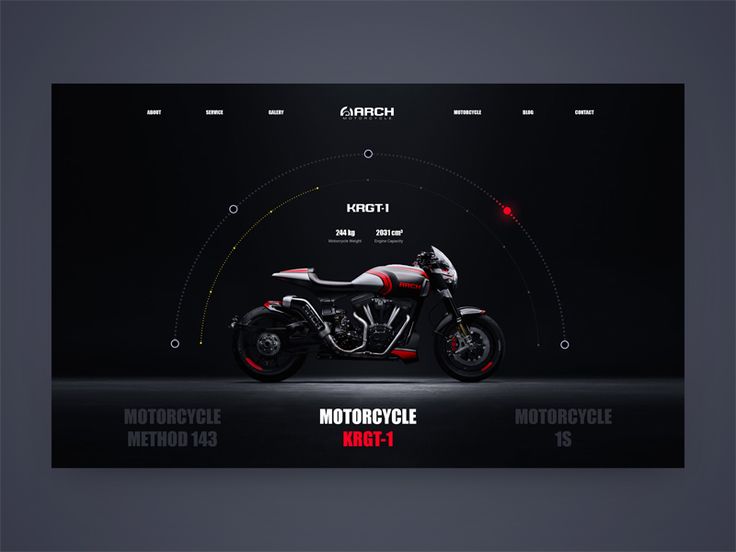 ABOUT
SERVICE
GALERY
ARCH
MOTORCYCLE
MOTORCYCLE
BLOG
CONTACT
KRGT-1
244 kg
2031 cm³
Motorcycle Weight
Engine Capacity
ARCH
MOTORCYCLE
METHOD 143
MOTORCYCLE
KRGT-1
MOTORCYCLE
1S